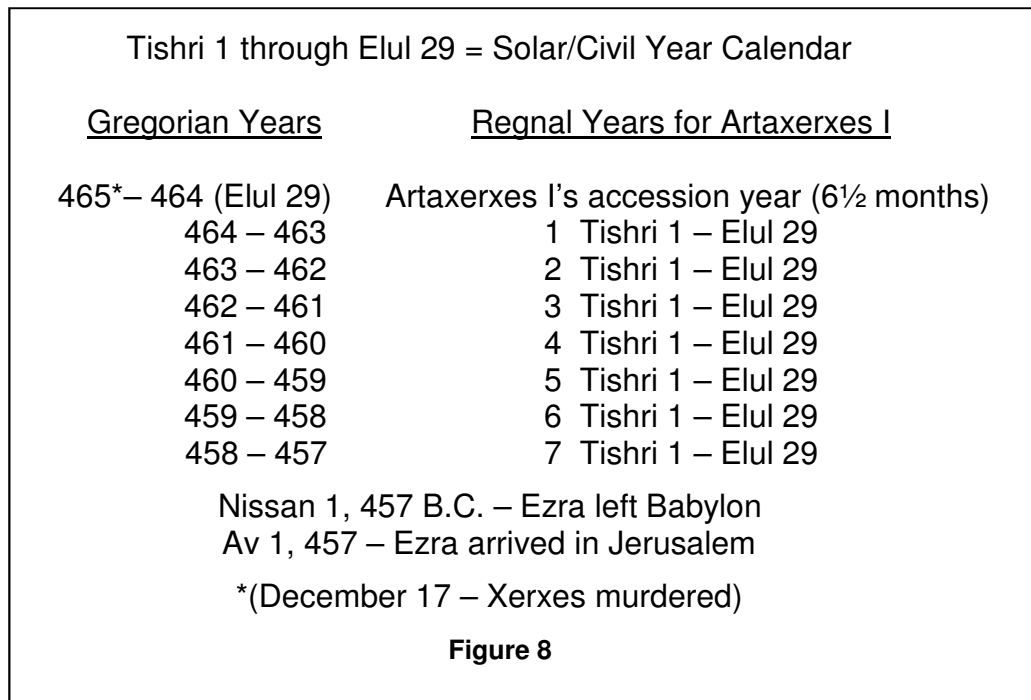 Tishri 1 through Elul 29 = Solar/Civil Year Calendar
Gregorian Years Regnal Years for Artaxerxes I
465*– 464 (Elul 29) Artaxerxes I's accession year (6½ months)
464 – 463 1 Tishri 1 – Elul 29
463 – 462 2 Tishri 1 – Elul 29
462 – 461 3 Tishri 1 – Elul 29
461 – 460 4 Tishri 1 – Elul 29
460 – 459 5 Tishri 1 – Elul 29
459 – 458 6 Tishri 1 – Elul 29
458 – 457 7 Tishri 1 – Elul 29
Nissan 1, 457 B.C. – Ezra left Babylon
Av 1, 457 – Ezra arrived in Jerusalem
*(December 17 – Xerxes murdered)
Figure 8